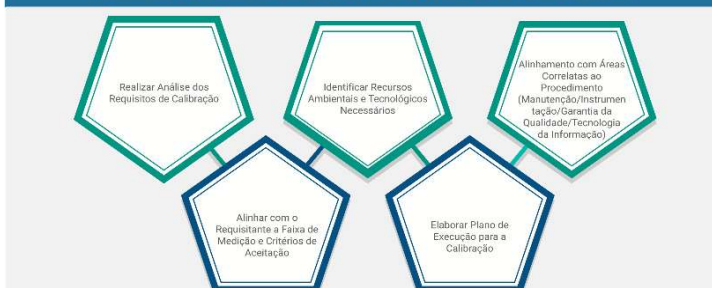 Realizar Análise dos
Requisitos de Calibração
Alinhar com o
Requisitante a Faixa de
Medição e Critérios de
Aceitação
Identificar Recursos
Ambientais e Tecnológicos
Necessários
Elaborar Plano de
Execução para a
Calibração
Alinhamento com Áreas
Correlatas ao
Procedimento
(Manutenção/Instrumen
tação/Garantia da
Qualidade/Tecnologia
da Informação)